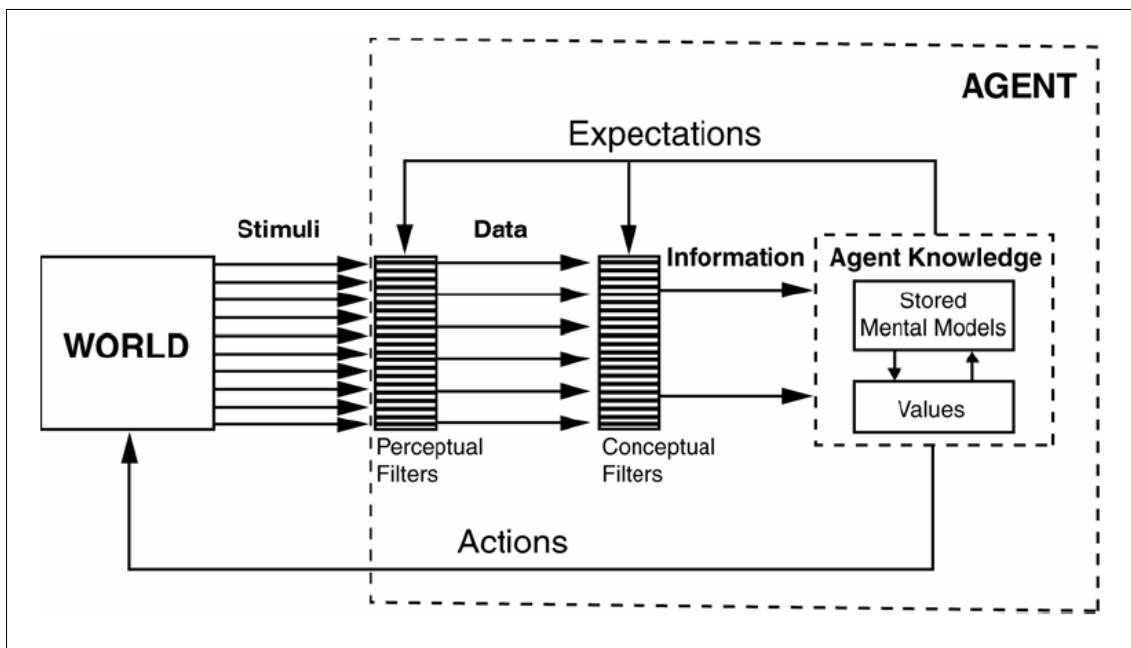 AGENT
Expectations
Stimuli
Data
Information
Agent Knowledge
Stored
Mental Models
WORLD
Values
Perceptual
Filters
Conceptual
Filters
Actions